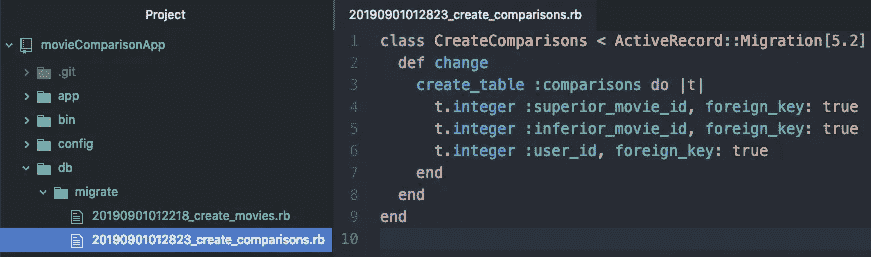 Project
movieComparisonApp
.git
app
bin
config
db
migrate
20190901012218_create_movies.rb
20190901012823_create_comparisons.rb
20190901012823_create_comparisons.rb
1 class CreateComparisons < ActiveRecord::Migration[5.2]
2 def change
3 create_table :comparisons do |t|
4 t.integer :superior_movie_id, foreign_key: true
5 t.integer :inferior_movie_id, foreign_key: true
6 t.integer :user_id, foreign_key: true
7 end
8 end
9 end
10